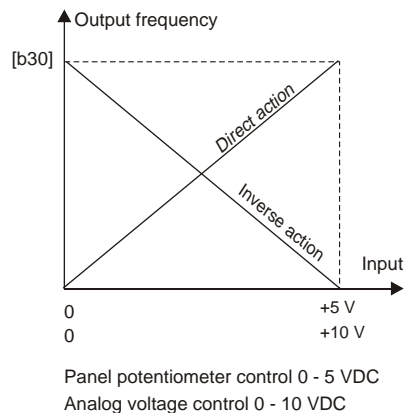 Output frequency
[b30]
Direct action
Inverse action
Input
0 +5 V
0 +10 V
Panel potentiometer control 0 - 5 VDC
Analog voltage control 0 - 10 VDC